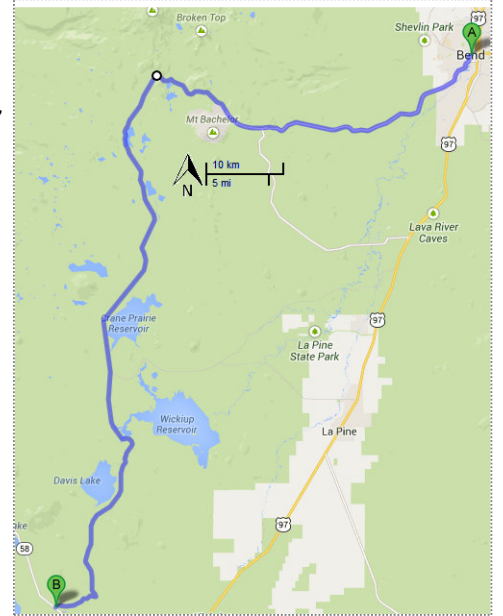 Broken Top
Shevlin Park
97
A
Bend
Mt Bachelor
97
10 km
5 mi
N
Lava River
Caves
97
Crane Prairie
Reservoir
La Pine
State Park
Wickiup
Reservoir
La Pine
Davis Lake
97
ke
58
B